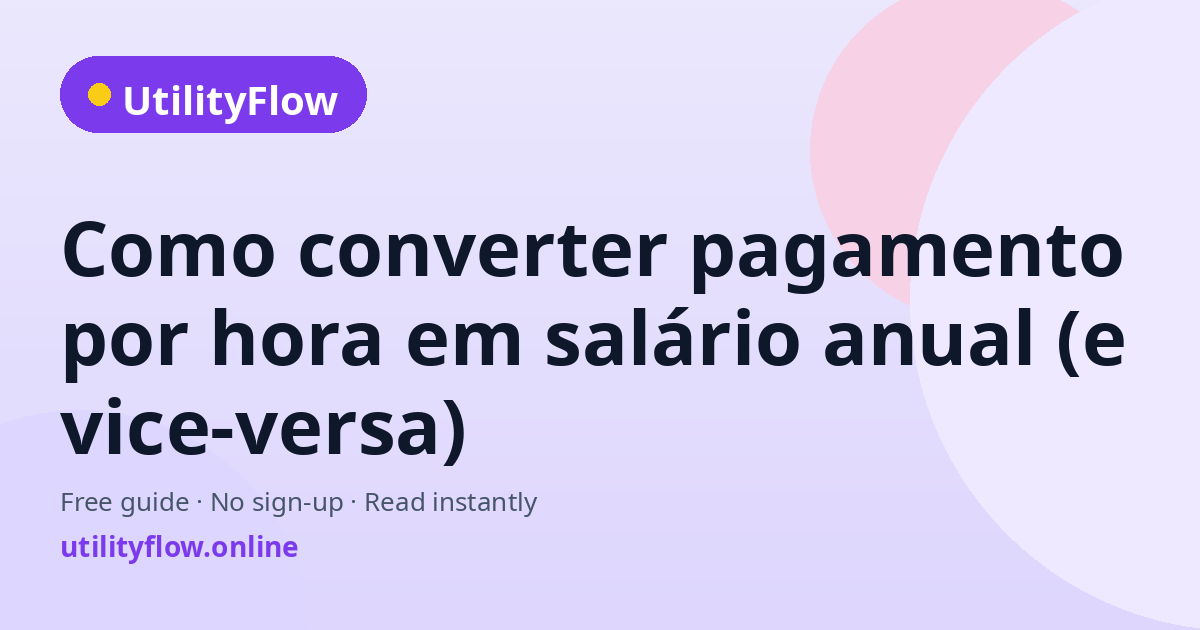 UtilityFlow
Como converter pagamento
por hora em salário anual (e
vice-versa)
Free guide · No sign-up · Read instantly
utilityflow.online